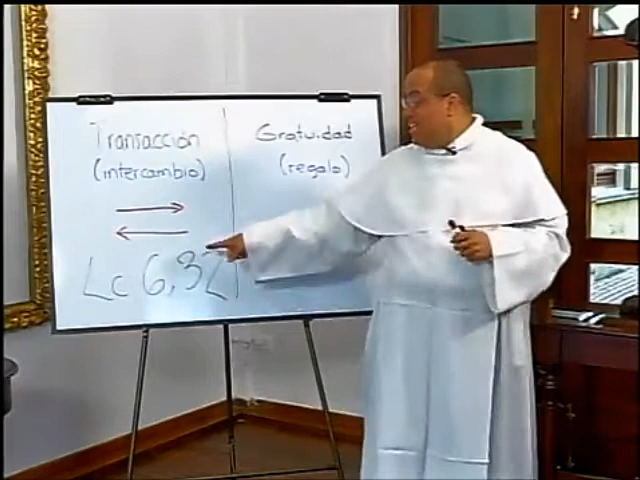 Transacción
(intercambio)
Lc 6,32
Gratuidad
(regalo)